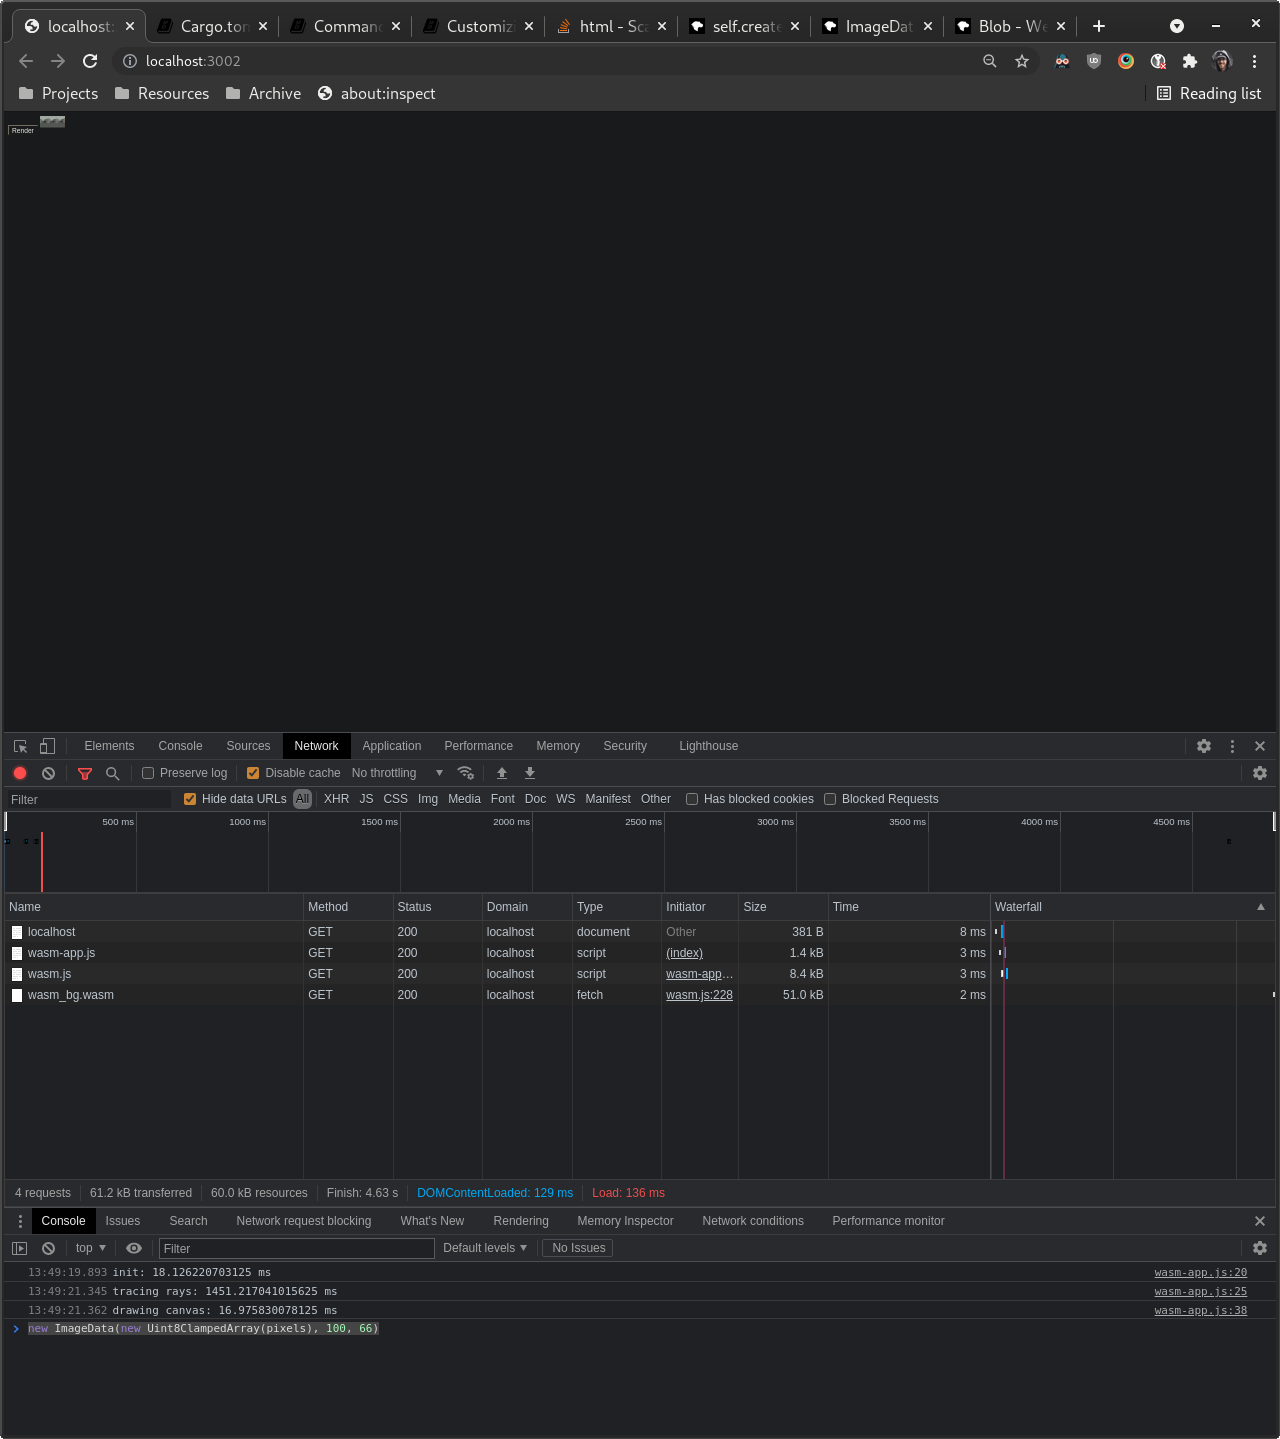 localhost: Cargo.tom Comman Customizi html - Sca self.create ImageDat Blob - We
localhost:3002
Projects Resources Archive about:inspect Reading list
Render
Elements Console Sources Network Application Performance Memory Security Lighthouse
Preserve log Disable cache No throttling
Filter Hide data URLs All XHR JS CSS Img Media Font Doc WS Manifest Other Has blocked cookies Blocked Requests
500 ms 1000 ms 1500 ms 2000 ms 2500 ms 3000 ms 3500 ms 4000 ms 4500 ms
Name Method Status Domain Type Initiator Size Time Waterfall
localhost GET 200 localhost document Other 381 B 8 ms
wasm-app.js GET 200 localhost script (index) 1.4 kB 3 ms
wasm.js GET 200 localhost script wasm-app… 8.4 kB 3 ms
wasm_bg.wasm GET 200 localhost fetch wasm.js:228 51.0 kB 2 ms
4 requests 61.2 kB transferred 60.0 kB resources Finish: 4.63 s DOMContentLoaded: 129 ms Load: 136 ms
Console Issues Search Network request blocking What's New Rendering Memory Inspector Network conditions Performance monitor
top Filter Default levels No Issues
13:49:19.893 init: 18.126220703125 ms wasm-app.js:20
13:49:21.345 tracing rays: 1451.217041015625 ms wasm-app.js:25
13:49:21.362 drawing canvas: 16.975830078125 ms wasm-app.js:38
new ImageData(new Uint8ClampedArray(pixels), 100, 66)